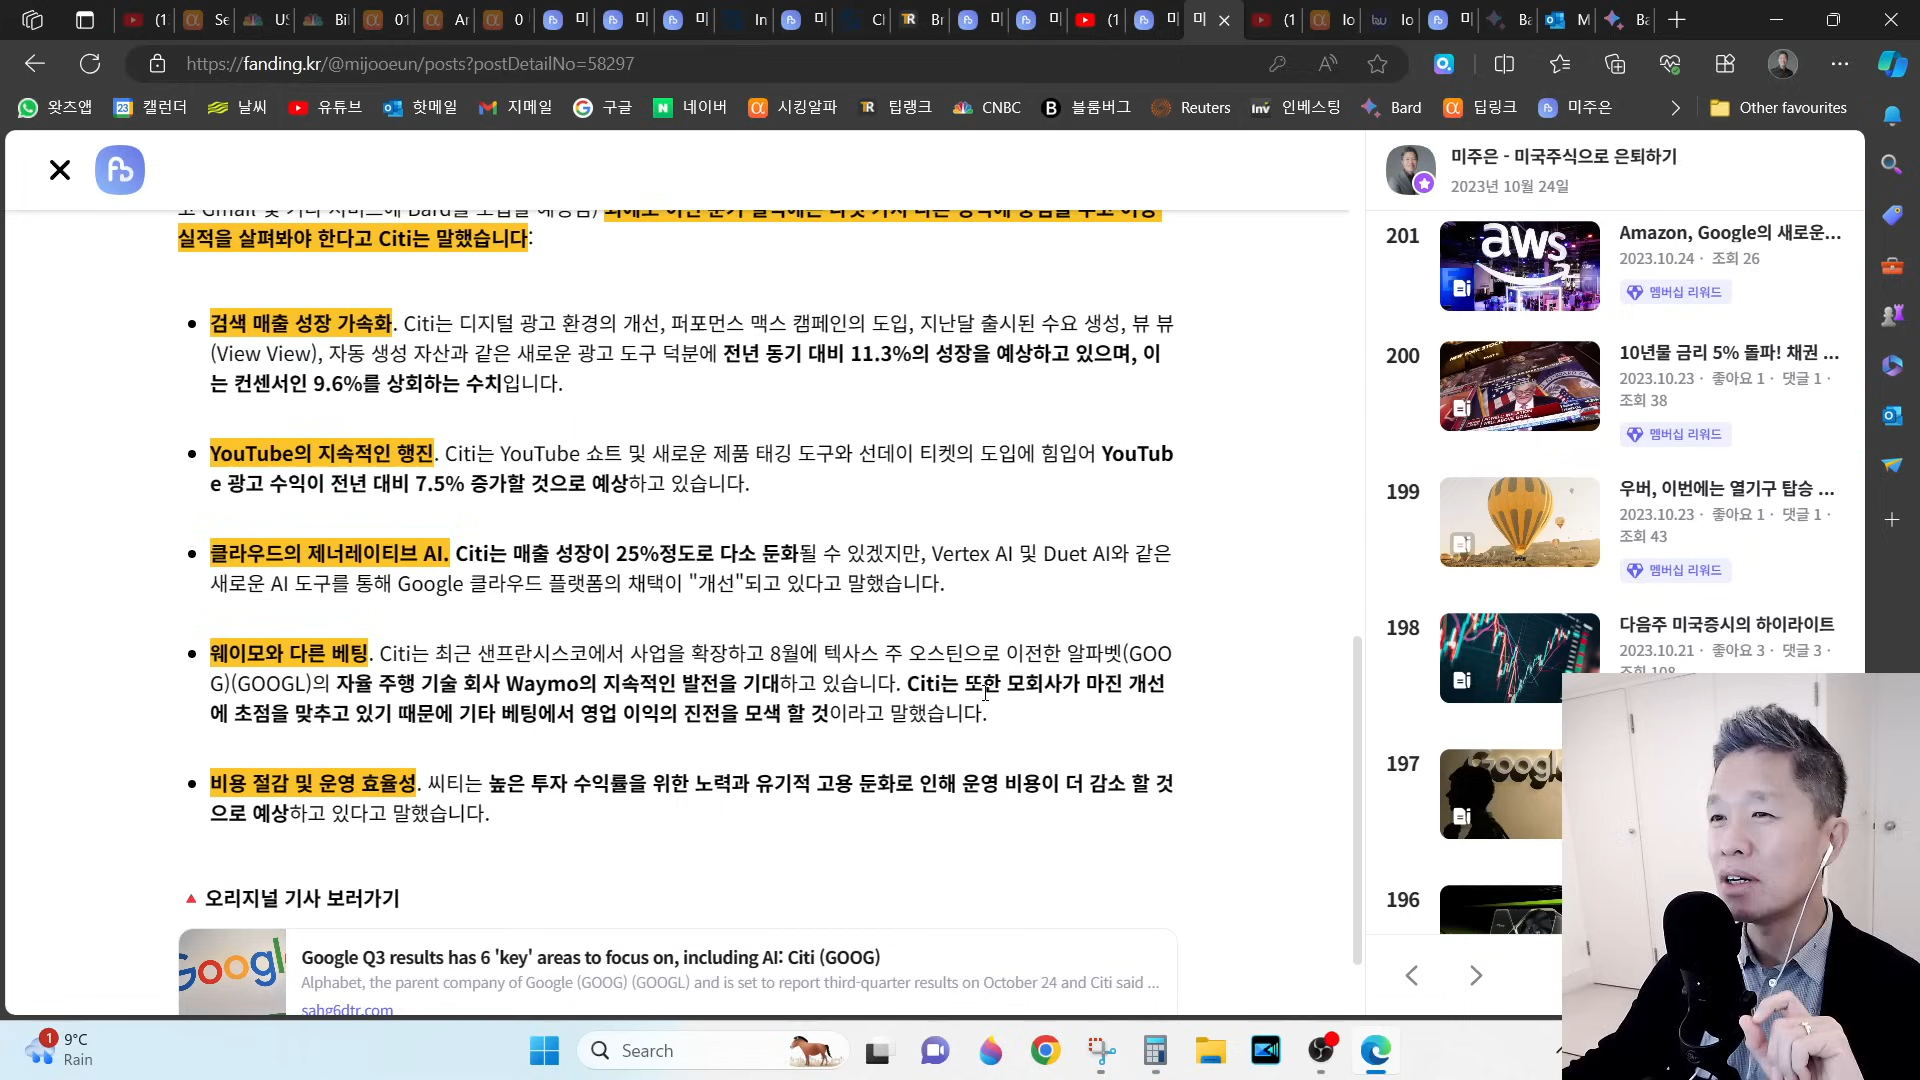 https://fanding.kr/@mijooeun/posts?postDetailNo=58297
왓츠앱 캘린더 날씨 유튜브 핫메일 지메일 구글 네이버 시킹알파 팁랭크 CNBC 블룸버그 Reuters 인베스팅 Bard 딥링크 미주은 Other favourites
실적을 살펴봐야 한다고 Citi는 말했습니다:
검색 매출 성장 가속화. Citi는 디지털 광고 환경의 개선, 퍼포먼스 맥스 캠페인의 도입, 지난달 출시된 수요 생성, 뷰 뷰
(View View), 자동 생성 자산과 같은 새로운 광고 도구 덕분에 전년 동기 대비 11.3%의 성장을 예상하고 있으며, 이
는 컨센서인 9.6%를 상회하는 수치입니다.
YouTube의 지속적인 행진. Citi는 YouTube 쇼트 및 새로운 제품 태깅 도구와 선데이 티켓의 도입에 힘입어 YouTub
e 광고 수익이 전년 대비 7.5% 증가할 것으로 예상하고 있습니다.
클라우드의 제너레이티브 AI. Citi는 매출 성장이 25%정도로 다소 둔화될 수 있겠지만, Vertex AI 및 Duet AI와 같은
새로운 AI 도구를 통해 Google 클라우드 플랫폼의 채택이 "개선"되고 있다고 말했습니다.
웨이모와 다른 베팅. Citi는 최근 샌프란시스코에서 사업을 확장하고 8월에 텍사스 주 오스틴으로 이전한 알파벳(GOO
G)(GOOGL)의 자율 주행 기술 회사 Waymo의 지속적인 발전을 기대하고 있습니다. Citi는 또한 모회사가 마진 개선
에 초점을 맞추고 있기 때문에 기타 베팅에서 영업 이익의 진전을 모색 할 것이라고 말했습니다.
비용 절감 및 운영 효율성. 씨티는 높은 투자 수익률을 위한 노력과 유기적 고용 둔화로 인해 운영 비용이 더 감소 할 것
으로 예상하고 있다고 말했습니다.
🔺 오리지널 기사 보러가기
Google
Google Q3 results has 6 'key' areas to focus on, including AI: Citi (GOOG)
Alphabet, the parent company of Google (GOOG) (GOOGL) and is set to report third-quarter results on October 24 and Citi said ...
sahg6dtr.com
미주은 - 미국주식으로 은퇴하기
2023년 10월 24일
201
aws
Amazon, Google의 새로운...
2023.10.24 · 조회 26
멤버십 리워드
200
10년물 금리 5% 돌파! 채권 ...
2023.10.23 · 좋아요 1 · 댓글 1 ·
조회 38
멤버십 리워드
199
우버, 이번에는 열기구 탑승 ...
2023.10.23 · 좋아요 1 · 댓글 1 ·
조회 43
멤버십 리워드
198
다음주 미국증시의 하이라이트
2023.10.21 · 좋아요 3 · 댓글 3 ·
조회 108
197
196
1
9°C
Rain
Search